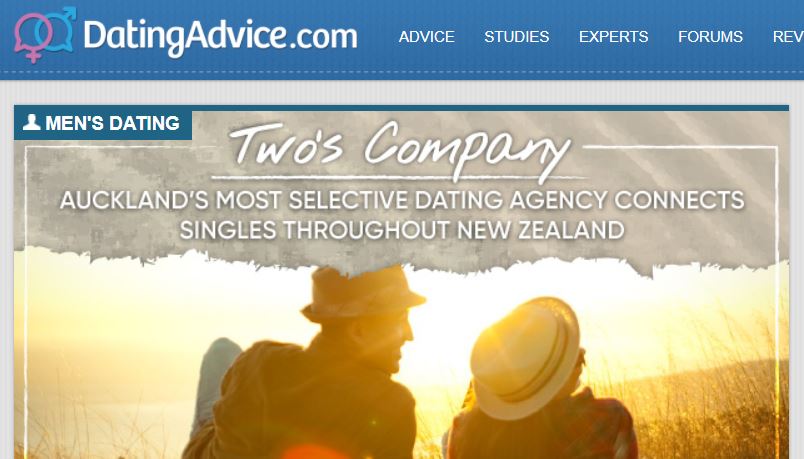 DatingAdvice.com
ADVICE STUDIES EXPERTS FORUMS REV
MEN'S DATING
Two's Company
AUCKLAND'S MOST SELECTIVE DATING AGENCY CONNECTS
SINGLES THROUGHOUT NEW ZEALAND